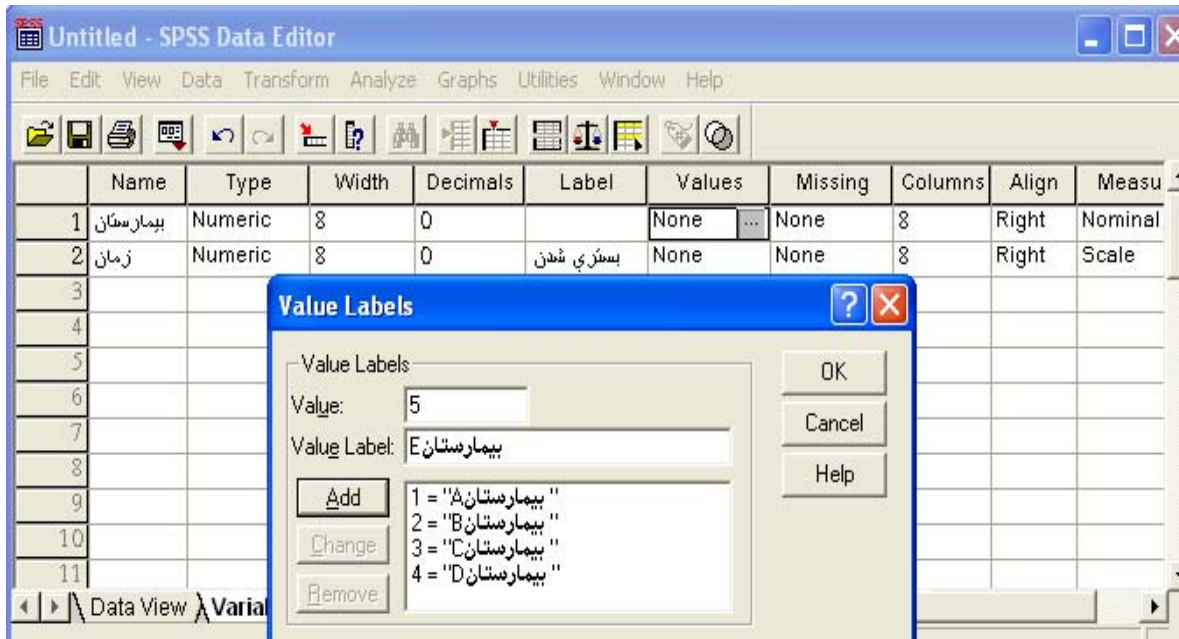 SPSS
Untitled - SPSS Data Editor
File Edit View Data Transform Analyze Graphs Utilities Window Help
Name Type Width Decimals Label Values Missing Columns Align Measu
1 بیمارستان Numeric 8 0 None ... None 8 Right Nominal
2 زمان Numeric 8 0 بستري شدن None None 8 Right Scale
3
4
5
6
7
8
9
10
11
Value Labels
Value Labels
Value: 5
Value Label: بیمارستانE
Add
Change
Remove
1 = "بیمارستانA "
2 = "بیمارستانB "
3 = "بیمارستانC "
4 = "بیمارستانD "
OK
Cancel
Help
Data View Varial